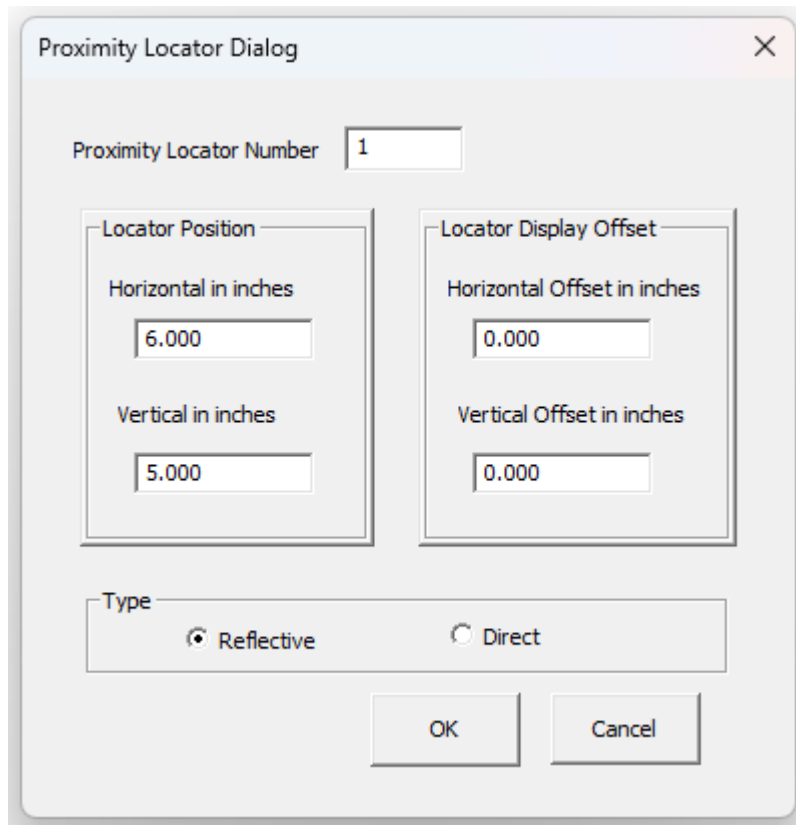 Proximity Locator Dialog
Proximity Locator Number 1
Locator Position
Horizontal in inches
6.000
Vertical in inches
5.000
Locator Display Offset
Horizontal Offset in inches
0.000
Vertical Offset in inches
0.000
Type
Reflective Direct
OK Cancel